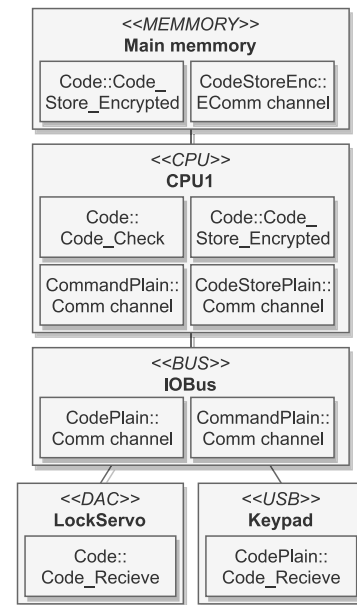 <<MEMMORY>>
Main memmory
Code::Code_
Store_Encrypted
CodeStoreEnc::
EComm channel
<<CPU>>
CPU1
Code::
Code_Check
Code::Code_
Store_Encrypted
CommandPlain::
Comm channel
CodeStorePlain::
Comm channel
<<BUS>>
IOBus
CodePlain::
Comm channel
CommandPlain::
Comm channel
<<DAC>>
LockServo
Code::
Code_Recieve
<<USB>>
Keypad
CodePlain::
Code_Recieve